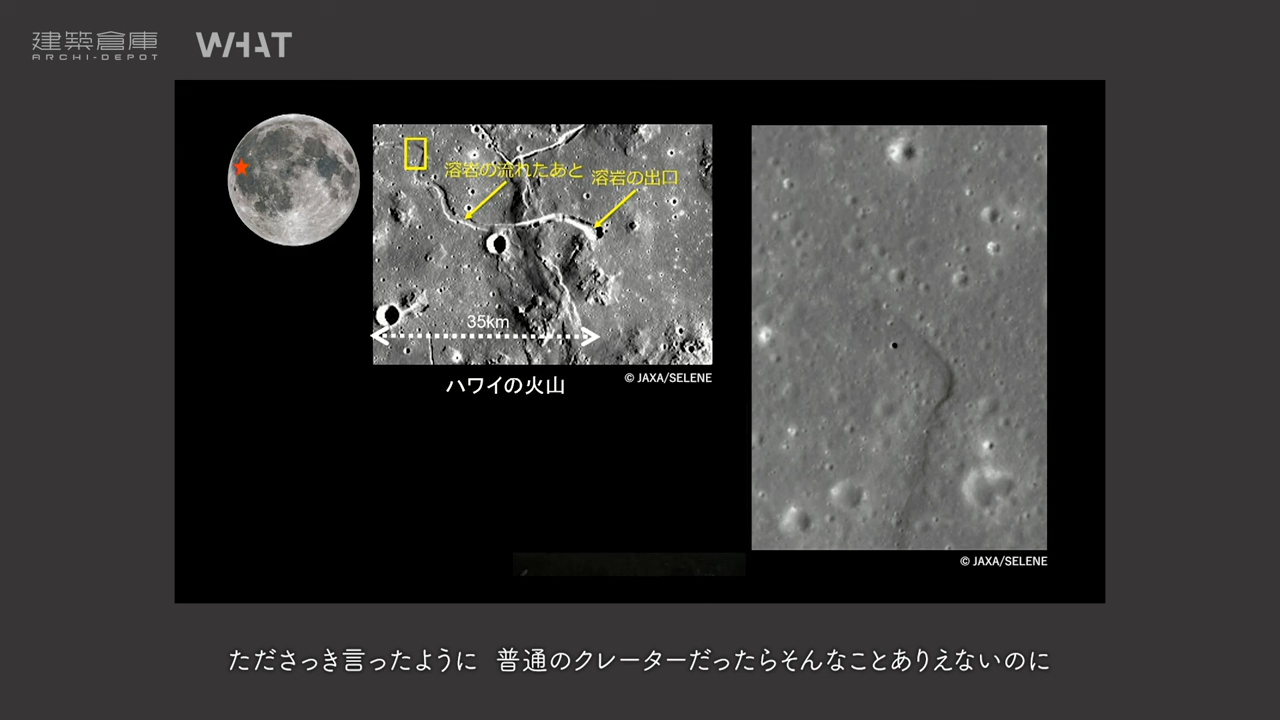 建築倉庫
ARCHI-DEPOT
WHAT
溶岩の流れたあと
溶岩の出口
35km
© JAXA/SELENE
ハワイの火山
© JAXA/SELENE
たださっき言ったように 普通のクレーターだったらそんなことありえないのに